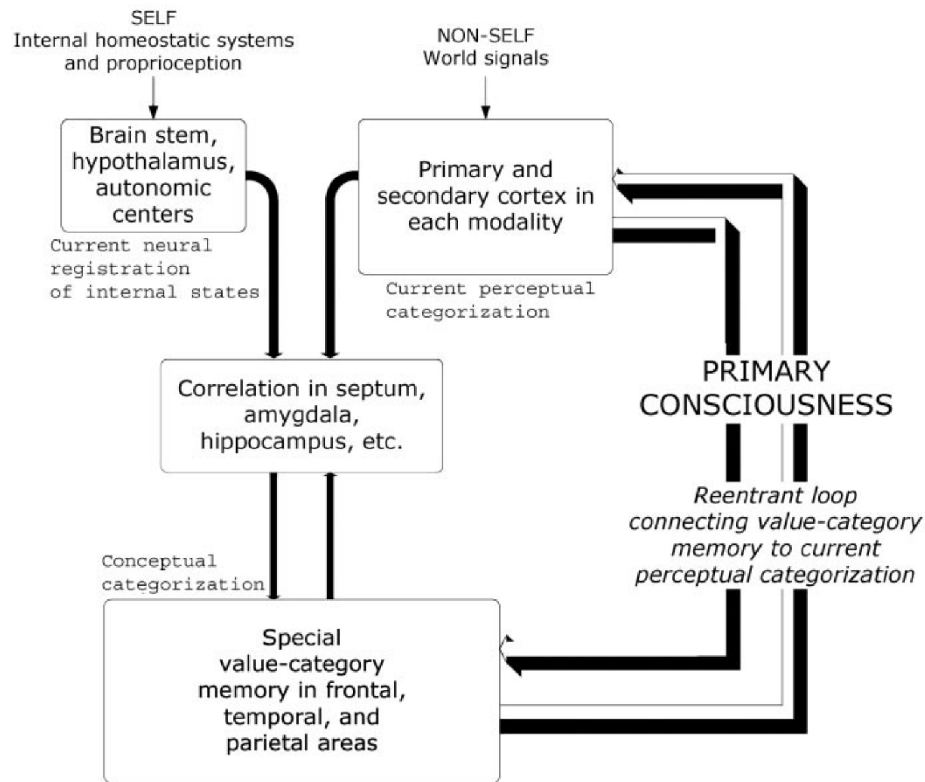 SELF
Internal homeostatic systems
and proprioception
NON-SELF
World signals
Brain stem,
hypothalamus,
autonomic
centers
Primary and
secondary cortex in
each modality
Current neural
registration
of internal states
Current perceptual
categorization
Correlation in septum,
amygdala,
hippocampus, etc.
PRIMARY
CONSCIOUSNESS
Reentrant loop
connecting value-category
memory to current
perceptual categorization
Conceptual
categorization
Special
value-category
memory in frontal,
temporal, and
parietal areas